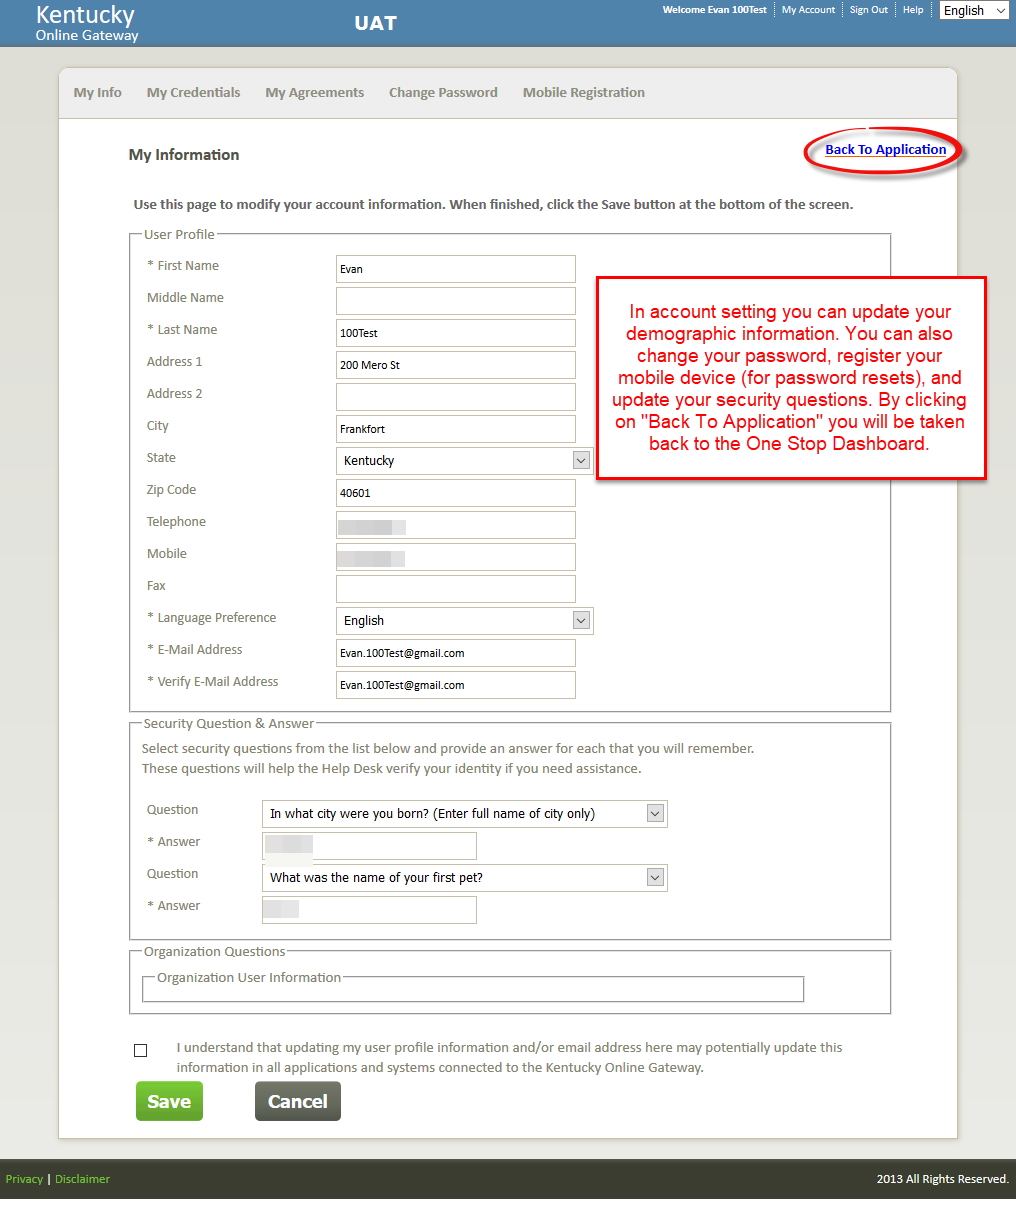 Kentucky
Online Gateway
UAT
Welcome Evan 100Test
My Account
Sign Out
Help
English
My Info
My Credentials
My Agreements
Change Password
Mobile Registration
My Information
Back To Application
Use this page to modify your account information. When finished, click the Save button at the bottom of the screen.
User Profile
* First Name
Evan
Middle Name
* Last Name
100Test
Address 1
200 Mero St
Address 2
City
Frankfort
State
Kentucky
Zip Code
40601
Telephone
Mobile
Fax
* Language Preference
English
* E-Mail Address
Evan.100Test@gmail.com
* Verify E-Mail Address
Evan.100Test@gmail.com
In account setting you can update your
demographic information. You can also
change your password, register your
mobile device (for password resets), and
update your security questions. By clicking
on "Back To Application" you will be taken
back to the One Stop Dashboard.
Security Question & Answer
Select security questions from the list below and provide an answer for each that you will remember.
These questions will help the Help Desk verify your identity if you need assistance.
Question
In what city were you born? (Enter full name of city only)
* Answer
Question
What was the name of your first pet?
* Answer
Organization Questions
Organization User Information
I understand that updating my user profile information and/or email address here may potentially update this
information in all applications and systems connected to the Kentucky Online Gateway.
Save
Cancel
Privacy | Disclaimer
2013 All Rights Reserved.